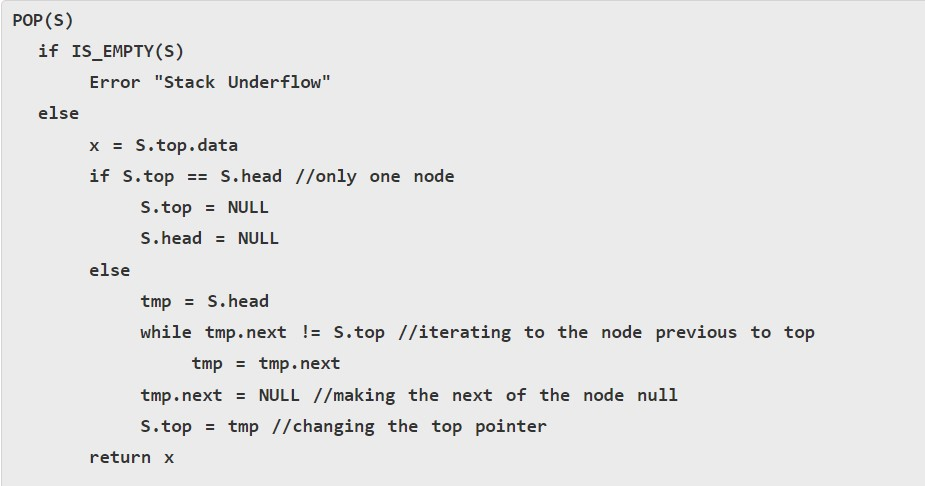 POP(S)
if IS_EMPTY(S)
Error "Stack Underflow"
else
x = S.top.data
if S.top == S.head //only one node
S.top = NULL
S.head = NULL
else
tmp = S.head
while tmp.next != S.top //iterating to the node previous to top
tmp = tmp.next
tmp.next = NULL //making the next of the node null
S.top = tmp //changing the top pointer
return x